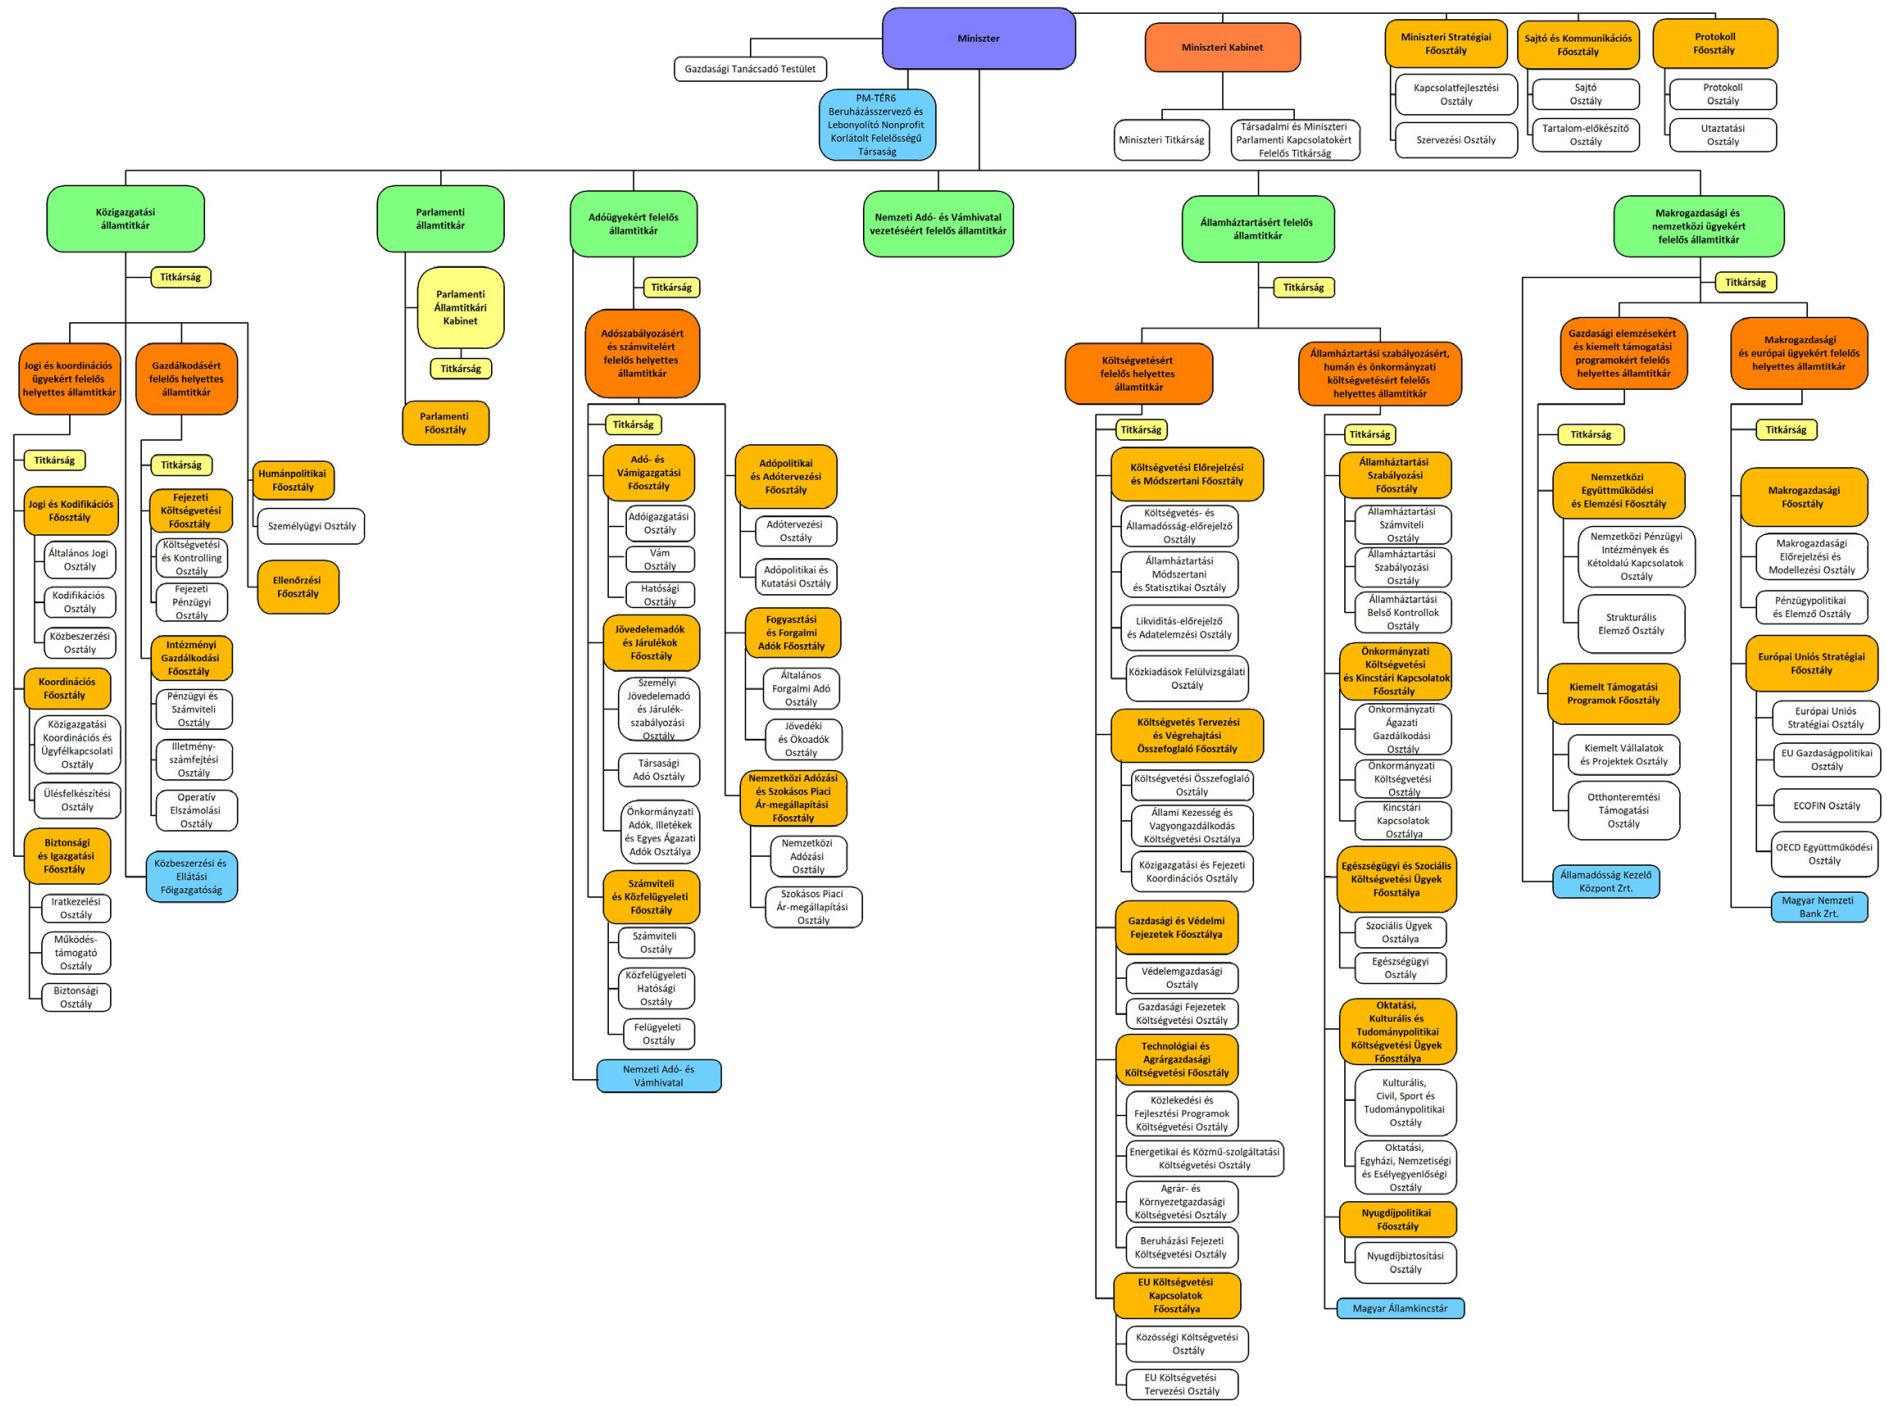 Miniszter
Gazdasági Tanácsadó Testület
PM-TÉR6
Beruházásszervező és
Lebonyolító Nonprofit
Korlátolt Felelősségű
Társaság
Miniszteri Kabinet
Miniszteri Titkárság
Társadalmi és Miniszteri
Parlamenti Kapcsolatokért
Felelős Titkárság
Miniszteri Stratégiai
Főosztály
Kapcsolatfejlesztési
Osztály
Szervezési Osztály
Sajtó és Kommunikációs
Főosztály
Sajtó
Osztály
Tartalom-előkészítő
Osztály
Protokoll
Főosztály
Protokoll
Osztály
Utaztatási
Osztály
Közigazgatási
államtitkár
Titkárság
Jogi és koordinációs
ügyekért felelős
helyettes államtitkár
Titkárság
Jogi és Kodifikációs
Főosztály
Általános Jogi
Osztály
Kodifikációs
Osztály
Közbeszerzési
Osztály
Koordinációs
Főosztály
Közigazgatási
Koordinációs és
Ügyfélkapcsolati
Osztály
Ülésfelkészítési
Osztály
Biztonsági
és Igazgatási
Főosztály
Iratkezelési
Osztály
Működés-
támogató
Osztály
Biztonsági
Osztály
Gazdálkodásért
felelős helyettes
államtitkár
Titkárság
Fejezeti
Költségvetési
Főosztály
Költségvetési
és Kontrolling
Osztály
Fejezeti
Pénzügyi
Osztály
Intézményi
Gazdálkodási
Főosztály
Pénzügyi és
Számviteli
Osztály
Illetmény-
számfejtési
Osztály
Operatív
Elszámolási
Osztály
Közbeszerzési és
Ellátási
Főigazgatóság
Humánpolitikai
Főosztály
Személyügyi Osztály
Ellenőrzési
Főosztály
Parlamenti
államtitkár
Parlamenti
Államtitkári
Kabinet
Titkárság
Parlamenti
Főosztály
Adóügyekért felelős
államtitkár
Titkárság
Adószabályozásért
és számvitelért
felelős helyettes
államtitkár
Titkárság
Adó- és
Vámigazgatási
Főosztály
Adóigazgatási
Osztály
Vám
Osztály
Hatósági
Osztály
Jövedelemadók
és Járulékok
Főosztály
Személyi
Jövedelemadó
és Járulék-
szabályozási
Osztály
Társasági
Adó Osztály
Önkormányzati
Adók, Illetékek
és Egyes Ágazati
Adók Osztálya
Számviteli
és Közfelügyeleti
Főosztály
Számviteli
Osztály
Közfelügyeleti
Hatósági
Osztály
Felügyeleti
Osztály
Nemzeti Adó- és
Vámhivatal
Adópolitikai
és Adótervezési
Főosztály
Adótervezési
Osztály
Adópolitikai és
Kutatási Osztály
Fogyasztási
és Forgalmi
Adók Főosztály
Általános
Forgalmi Adó
Osztály
Jövedéki
és Ökoadók
Osztály
Nemzetközi Adózási
és Szokásos Piaci
Ár-megállapítási
Főosztály
Nemzetközi
Adózási
Osztály
Szokásos Piaci
Ár-megállapítási
Osztály
Nemzeti Adó- és Vámhivatal
vezetéséért felelős államtitkár
Államháztartásért felelős
államtitkár
Titkárság
Költségvetésért
felelős helyettes
államtitkár
Titkárság
Költségvetési Előrejelzési
és Módszertani Főosztály
Költségvetés- és
Államadósság-előrejelző
Osztály
Államháztartási
Módszertani
és Statisztikai Osztály
Likviditás-előrejelző
és Adatelemzési Osztály
Közkiadások Felülvizsgálati
Osztály
Költségvetés Tervezési
és Végrehajtási
Összefoglaló Főosztály
Költségvetési Összefoglaló
Osztály
Állami Kezesség és
Vagyongazdálkodás
Költségvetési Osztálya
Közigazgatási és Fejezeti
Koordinációs Osztály
Gazdasági és Védelmi
Fejezetek Főosztálya
Védelemgazdasági
Osztály
Gazdasági Fejezetek
Költségvetési Osztály
Technológiai és
Agrárgazdasági
Költségvetési Főosztály
Közlekedési és
Fejlesztési Programok
Költségvetési Osztály
Energetikai és Közmű-szolgáltatási
Költségvetési Osztály
Agrár- és
Környezetgazdasági
Költségvetési Osztály
Beruházási Fejezeti
Költségvetési Osztály
EU Költségvetési
Kapcsolatok
Főosztálya
Közösségi Költségvetési
Osztály
EU Költségvetési
Tervezési Osztály
Államháztartási szabályozásért,
humán és önkormányzati
költségvetésért felelős
helyettes államtitkár
Titkárság
Államháztartási
Szabályozási
Főosztály
Államháztartási
Számviteli
Osztály
Államháztartási
Szabályozási
Osztály
Államháztartási
Belső Kontrollok
Osztály
Önkormányzati
Költségvetési
és Kincstári Kapcsolatok
Főosztály
Önkormányzati
Ágazati
Gazdálkodási
Osztály
Önkormányzati
Költségvetési
Osztály
Kincstári
Kapcsolatok
Osztálya
Egészségügyi és Szociális
Költségvetési Ügyek
Főosztálya
Szociális Ügyek
Osztálya
Egészségügyi
Osztály
Oktatási,
Kulturális és
Tudománypolitikai
Költségvetési Ügyek
Főosztálya
Kulturális,
Civil, Sport és
Tudománypolitikai
Osztály
Oktatási,
Egyházi, Nemzetiségi
és Esélyegyenlőségi
Osztály
Nyugdíjpolitikai
Főosztály
Nyugdíjbiztosítási
Osztály
Magyar Államkincstár
Makrogazdasági és
nemzetközi ügyekért
felelős államtitkár
Titkárság
Gazdasági elemzésekért
és kiemelt támogatási
programokért felelős
helyettes államtitkár
Titkárság
Nemzetközi
Együttműködési
és Elemzési Főosztály
Nemzetközi Pénzügyi
Intézmények és
Kétoldalú Kapcsolatok
Osztály
Strukturális
Elemző Osztály
Kiemelt Támogatási
Programok Főosztály
Kiemelt Vállalatok
és Projektek Osztály
Otthonteremtési
Támogatási
Osztály
Államadósság Kezelő
Központ Zrt.
Makrogazdasági
és európai ügyekért felelős
helyettes államtitkár
Titkárság
Makrogazdasági
Főosztály
Makrogazdasági
Előrejelzési és
Modellezési Osztály
Pénzügypolitikai
és Elemző Osztály
Európai Uniós Stratégiai
Főosztály
Európai Uniós
Stratégiai Osztály
EU Gazdaságpolitikai
Osztály
ECOFIN Osztály
OECD Együttműködési
Osztály
Magyar Nemzeti
Bank Zrt.